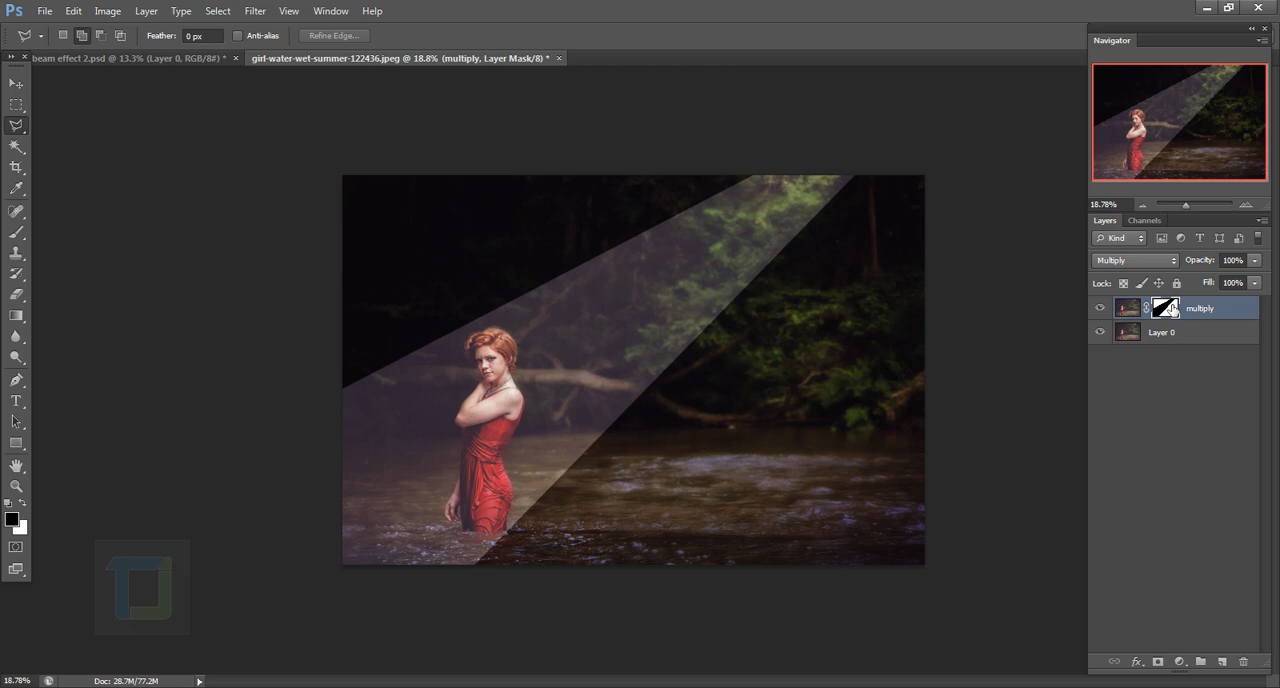 Ps File Edit Image Layer Type Select Filter View Window Help
Feather: 0 px Anti-alias Refine Edge...
beam effect 2.psd @ 13.3% (Layer 0, RGB/8#) * × girl-water-wet-summer-122436.jpeg @ 18.8% (multiply, Layer Mask/8) * ×
Navigator
18.78%
Layers Channels
Kind
Multiply Opacity: 100%
Lock: Fill: 100%
multiply
Layer 0
18.78% Doc: 28.7M/77.2M